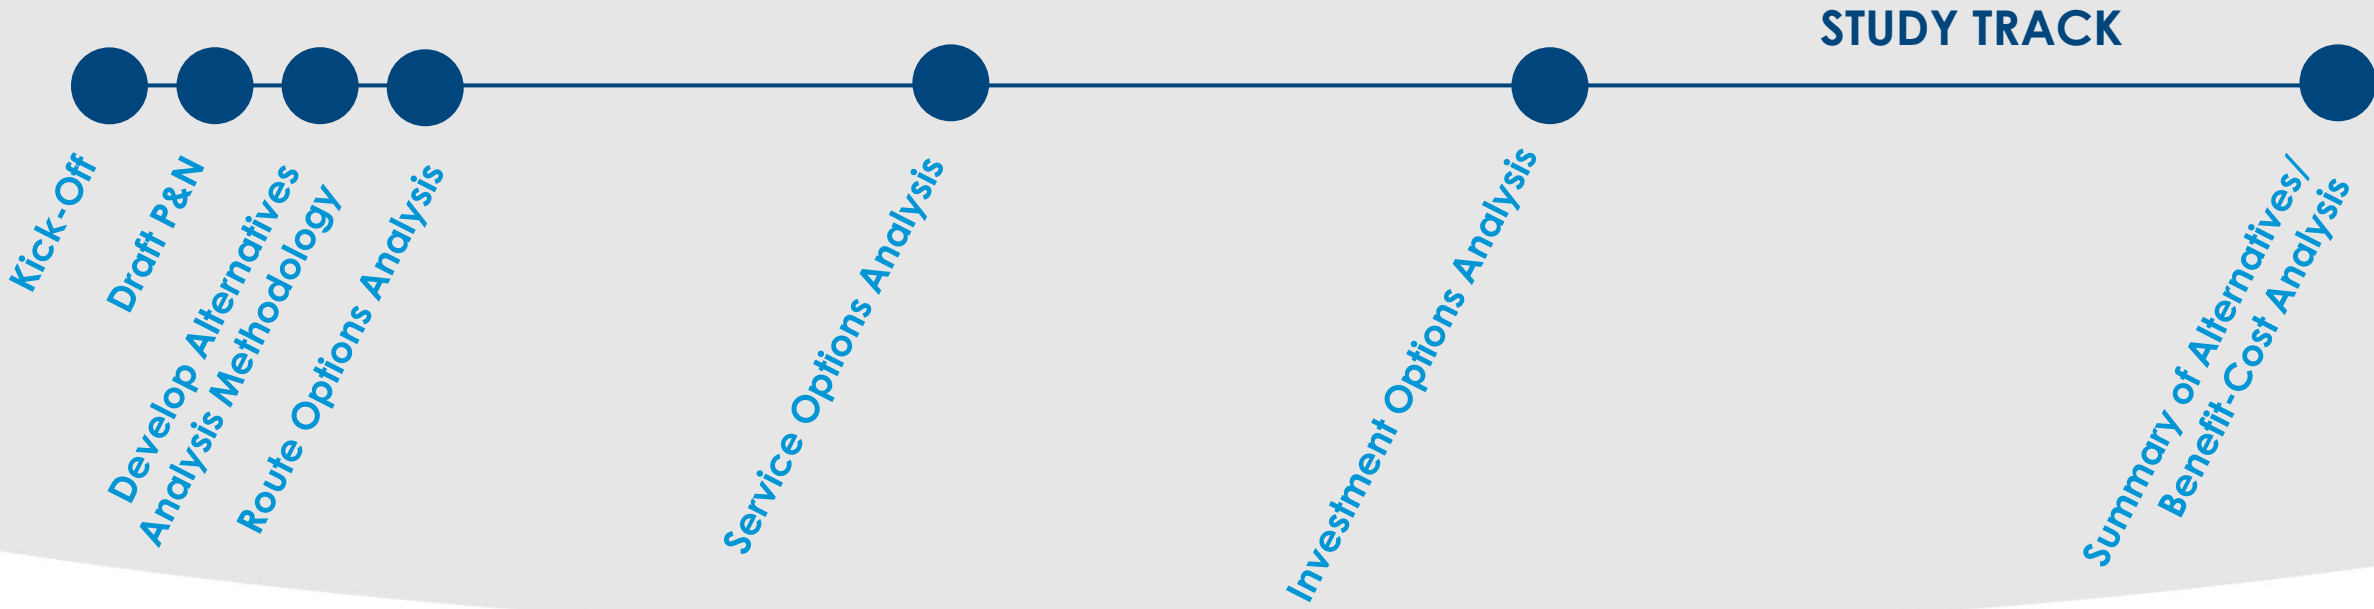 STUDY TRACK
Kick-Off
Draft P&N
Develop Alternatives
Analysis Methodology
Route Options Analysis
Service Options Analysis
Investment Options Analysis
Summary of Alternatives/
Benefit-Cost Analysis